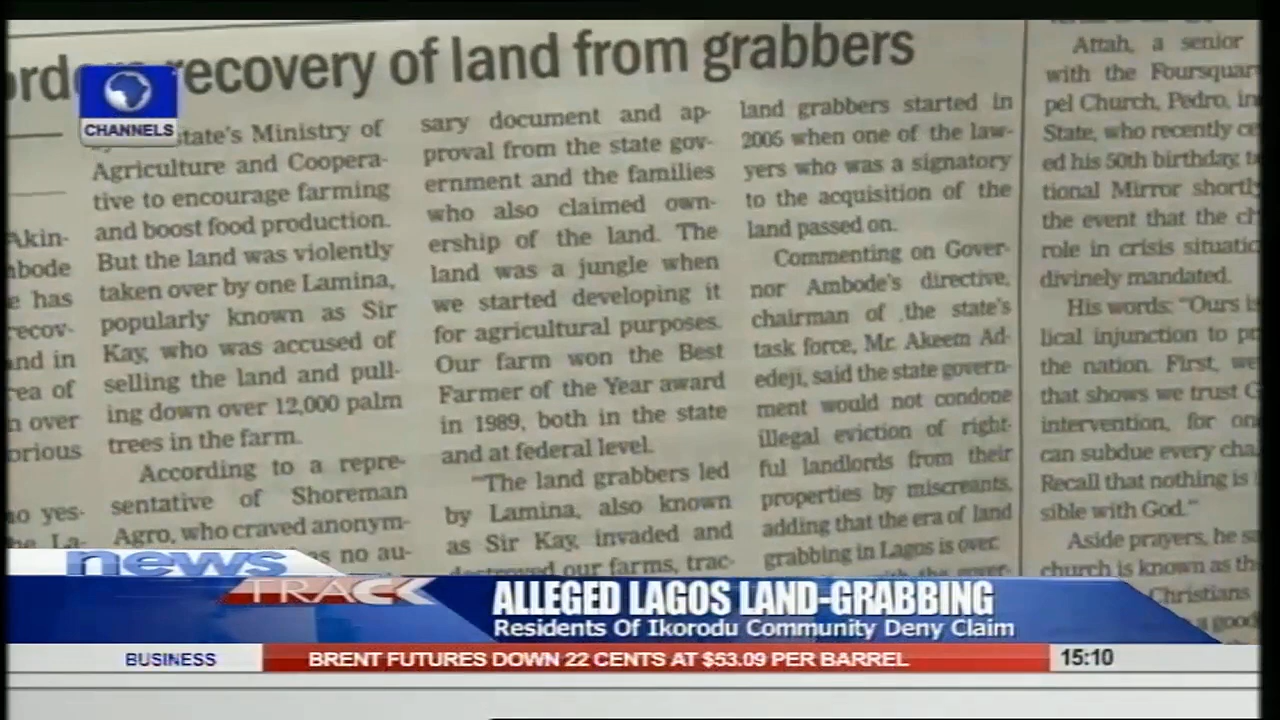 recovery of land from grabbers
CHANNELS
state's Ministry of
Agriculture and Coopera-
tive to encourage farming
and boost food production.
But the land was violently
taken over by one Lamina,
popularly known as Sir
Kay, who was accused of
selling the land and pull-
ing down over 12,000 palm
trees in the farm.
According to a repre-
sentative of Shoreman
Agro, who craved anonym-
no au-
sary document and ap-
proval from the state gov-
ernment and the families
who also claimed own-
ership of the land. The
land was a jungle when
we started developing it
for agricultural purposes.
Our farm won the Best
Farmer of the Year award
in 1989, both in the state
and at federal level.
"The land grabbers led
by Lamina, also known
as Sir Kay, invaded and
our farms, trac-
land grabbers started in
2005 when one of the law-
yers who was a signatory
to the acquisition of the
land passed on.
Commenting on Gover-
nor Ambode's directive,
chairman of the state's
task force, Mr. Akeem Ad-
edeji, said the state govern-
ment would not condone
illegal eviction of right-
ful landlords from their
properties by miscreants,
adding that the era of land
grabbing in Lagos is over.
Attah, a senior
with the Foursquar
pel Church, Pedro, in
State, who recently ce
ed his 50th birthday t
tional Mirror shortly
the event that the ch
role in crisis situatio
divinely mandated.
His words: "Ours is
lical injunction to pr
the nation. First, we
that shows we trust G
intervention, for on
can subdue every cha
Recall that nothing is
sible with God."
Aside prayers, he sa
church is known as th
Christians
a good
news
TRACK
ALLEGED LAGOS LAND-GRABBING
Residents Of Ikorodu Community Deny Claim
BUSINESS BRENT FUTURES DOWN 22 CENTS AT $53.09 PER BARREL 15:10